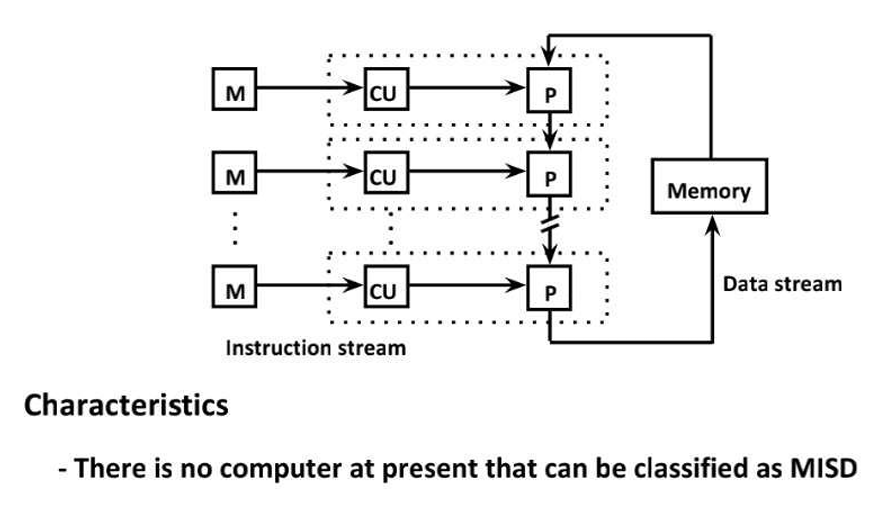 M CU P
M CU P
Memory
M CU P
Data stream
Instruction stream
Characteristics
- There is no computer at present that can be classified as MISD